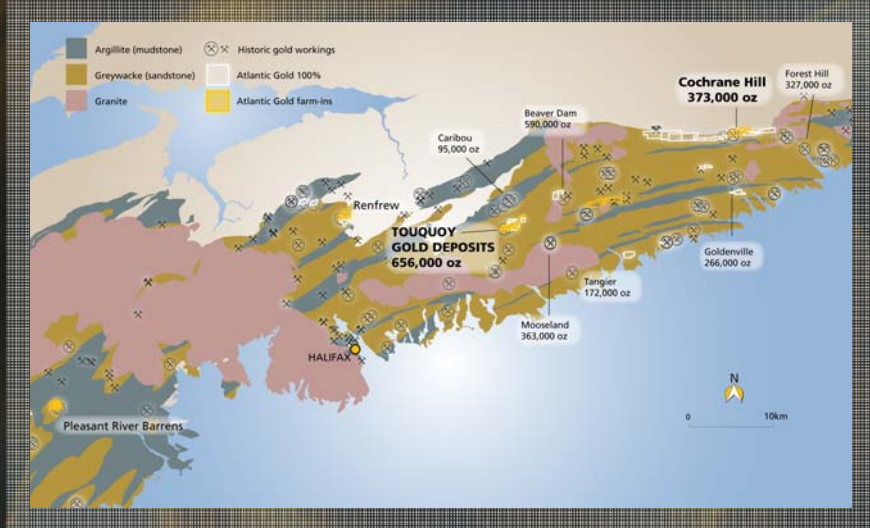 Argillite (mudstone)
Historic gold workings
Greywacke (sandstone)
Atlantic Gold 100%
Granite
Atlantic Gold farm-ins
Cochrane Hill
373,000 oz
Forest Hill
327,000 oz
Beaver Dam
590,000 oz
Caribou
95,000 oz
Renfrew
TOUQUOY
GOLD DEPOSITS
656,000 oz
Goldenville
266,000 oz
Tangier
172,000 oz
Mooseland
363,000 oz
HALIFAX
N
0 10km
Pleasant River Barrens